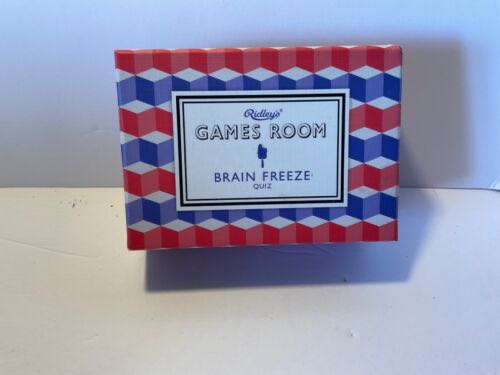 Ridley's®
GAMES ROOM
BRAIN FREEZE
QUIZ